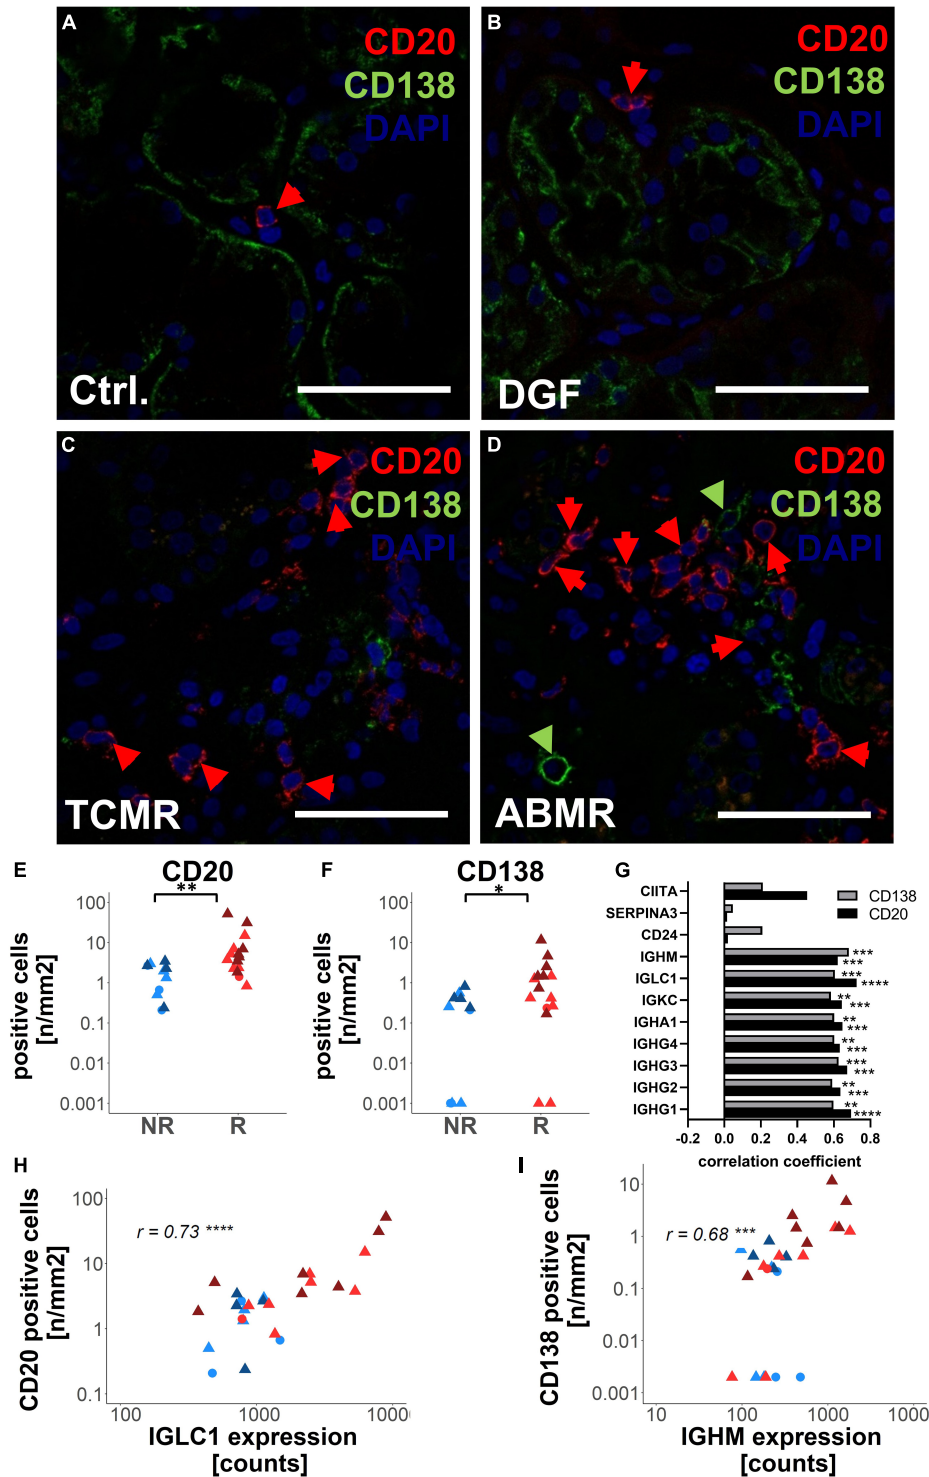 A
CD20
CD138
DAPI
Ctrl.
B
CD20
CD138
DAPI
DGF
C
CD20
CD138
DAPI
TCMR
D
CD20
CD138
DAPI
ABMR
E
CD20
**
positive cells
[n/mm2]
100
10
1
0.1
0.01
0.001
NR
R
F
CD138
*
positive cells
[n/mm2]
100
10
1
0.1
0.01
0.001
NR
R
G
CD138
CD20
CIITA
SERPINA3
CD24
IGHM
***
***
IGLC1
***
****
IGKC
**
***
IGHA1
**
***
IGHG4
**
***
IGHG3
***
***
IGHG2
**
***
IGHG1
**
****
-0.2 0.0 0.2 0.4 0.6 0.8
correlation coefficient
H
CD20 positive cells
[n/mm2]
100
10
1
0.1
r = 0.73 ****
100 1000 10000
IGLC1 expression
[counts]
I
CD138 positive cells
[n/mm2]
10
1
0.1
0.01
0.001
r = 0.68 ***
10 100 1000 1000
IGHM expression
[counts]